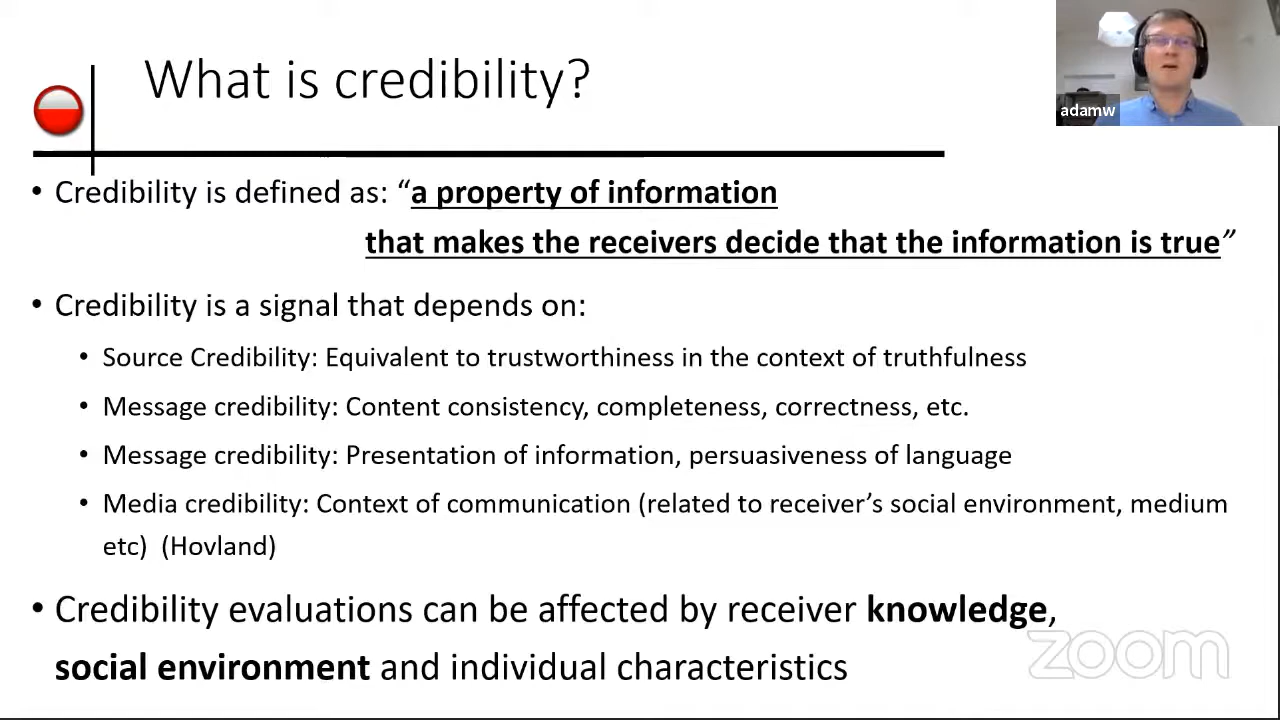 What is credibility?
adamw
• Credibility is defined as: “a property of information
that makes the receivers decide that the information is true”
• Credibility is a signal that depends on:
• Source Credibility: Equivalent to trustworthiness in the context of truthfulness
• Message credibility: Content consistency, completeness, correctness, etc.
• Message credibility: Presentation of information, persuasiveness of language
• Media credibility: Context of communication (related to receiver’s social environment, medium
etc) (Hovland)
• Credibility evaluations can be affected by receiver knowledge,
social environment and individual characteristics
zoom